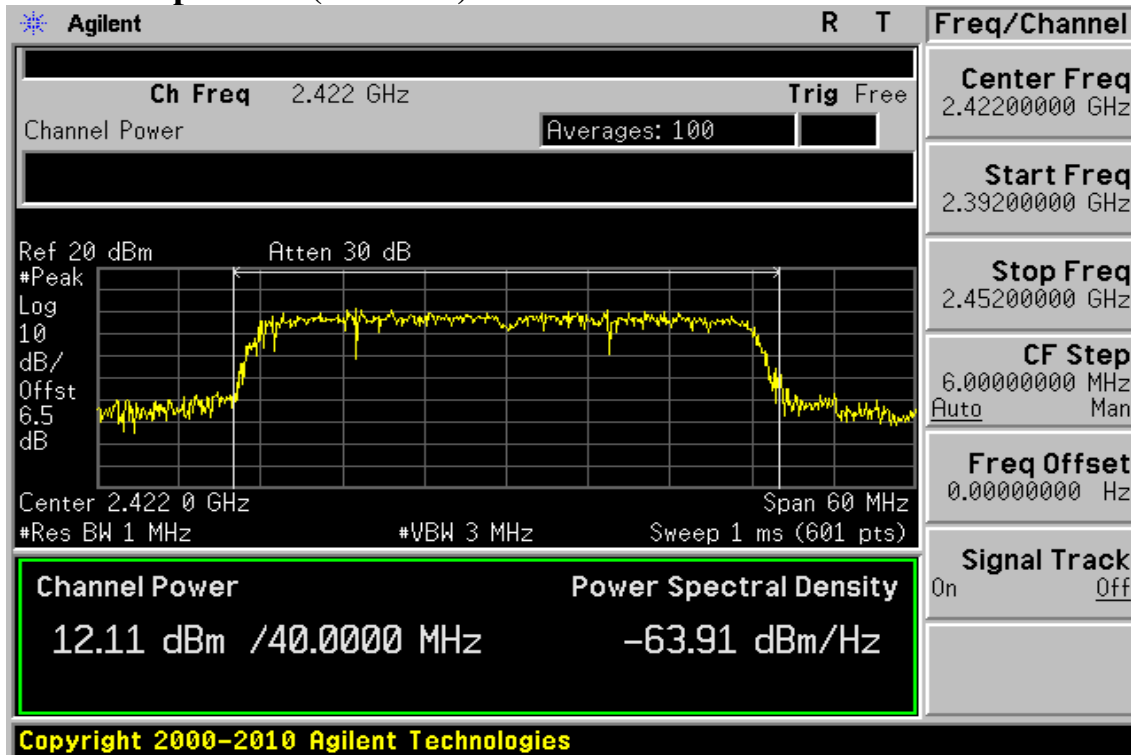 Agilent R T Freq/Channel
Ch Freq 2.422 GHz Trig Free
Channel Power Averages: 100
Center Freq
2.42200000 GHz
Start Freq
2.39200000 GHz
Stop Freq
2.45200000 GHz
CF Step
6.00000000 MHz
Auto Man
Freq Offset
0.00000000 Hz
Signal Track
On Off
Ref 20 dBm Atten 30 dB
#Peak
Log
10
dB/
Offst
6.5
dB
Center 2.422 0 GHz Span 60 MHz
#Res BW 1 MHz #VBW 3 MHz Sweep 1 ms (601 pts)
Channel Power Power Spectral Density
12.11 dBm /40.0000 MHz -63.91 dBm/Hz
Copyright 2000-2010 Agilent Technologies